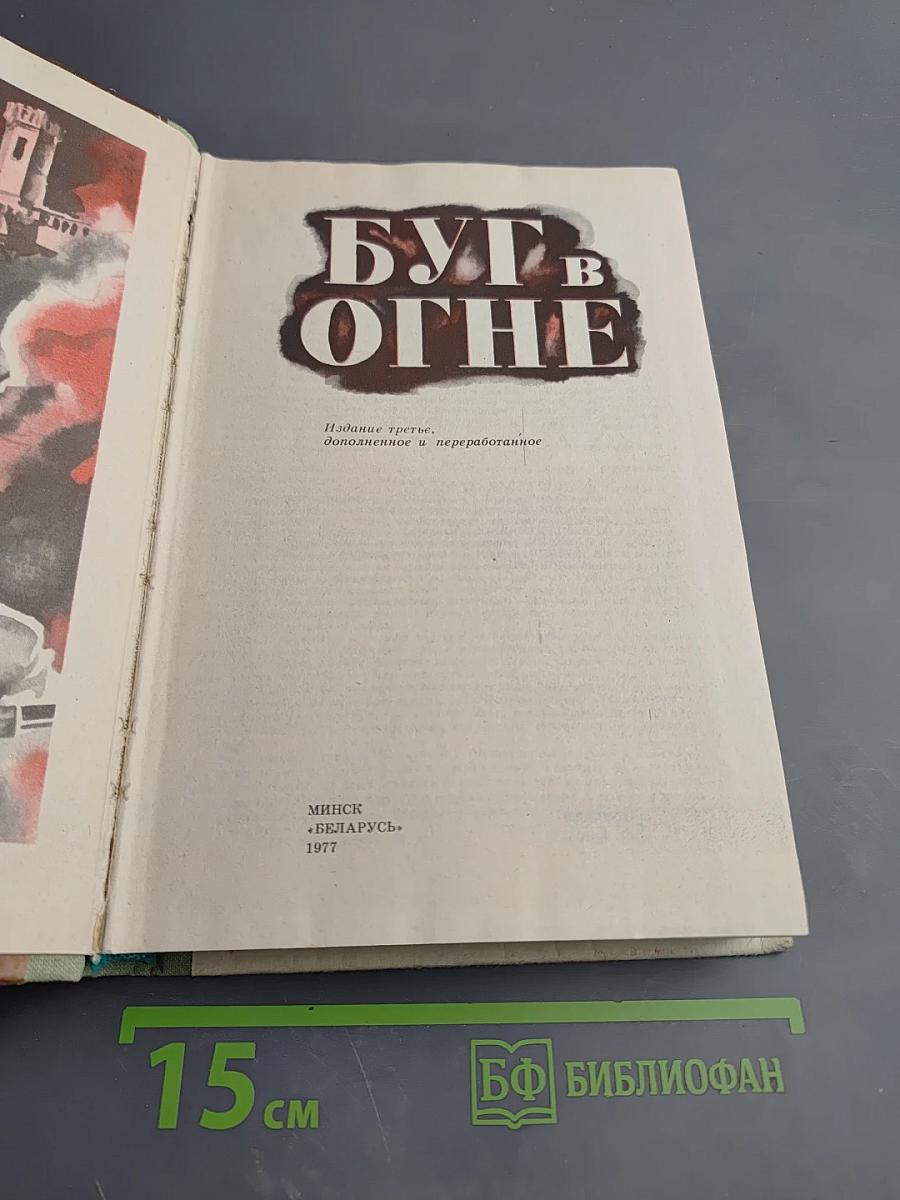 БУГ в
ОГНЕ
Издание третье,
дополненное и переработанное
МИНСК
«БЕЛАРУСЬ»
1977
15 см
БФ БИБЛИОФАН